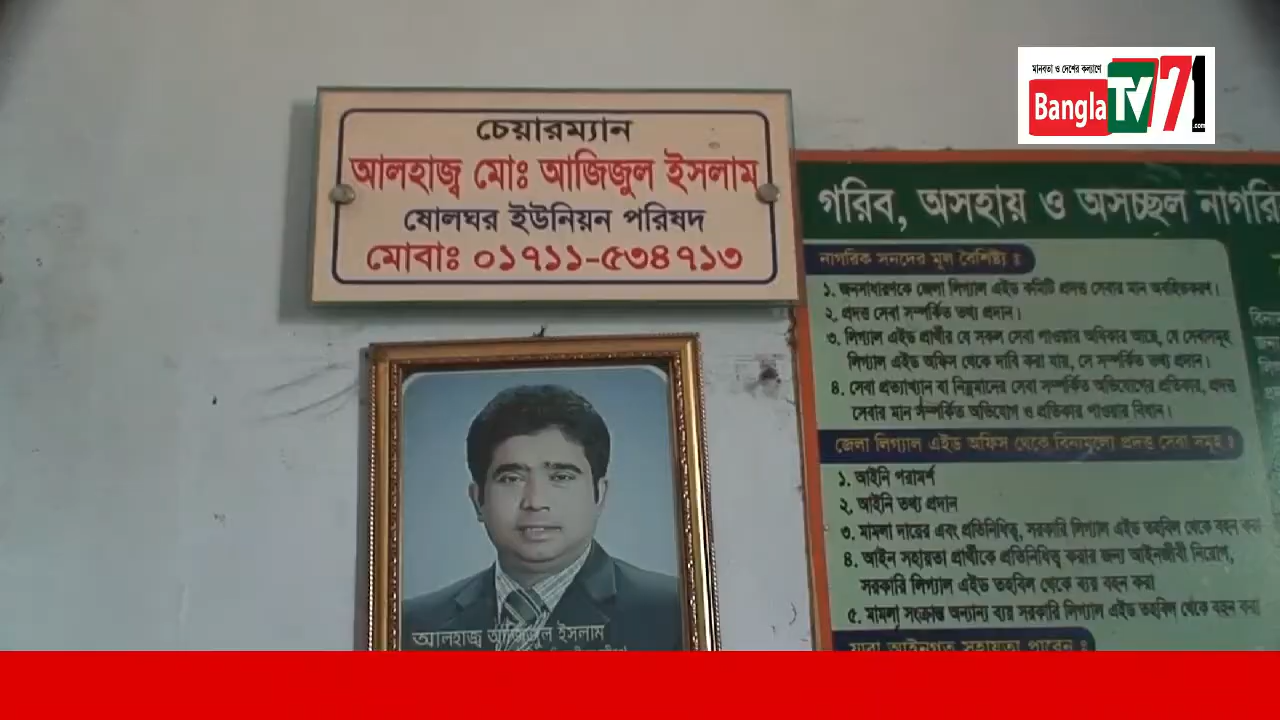 মানবতা ও দেশের কল্যাণে
Bangla TV 71
.com
চেয়ারম্যান
আলহাজ্ব মোঃ আজিজুল ইসলাম
ষোলঘর ইউনিয়ন পরিষদ
মোবাঃ ০১৭১১-৫৩৪৭১৩
গরিব, অসহায় ও অসচ্ছল
নাগরিক সনদের মূল বৈশিষ্ট্য ঃ
১. জনসাধারণকে জেলা লিগ্যাল এইড কমিটি প্রদত্ত সেবার মান অবহিতকরণ।
২. প্রদত্ত সেবা সম্পর্কিত তথ্য প্রদান।
৩. লিগ্যাল এইড প্রার্থীর যে সকল সেবা পাওয়ার অধিকার আছে, যে সেবাসমূহ
লিগ্যাল এইড অফিস থেকে দাবি করা যায়, সে সম্পর্কিত তথ্য প্রদান।
৪. সেবা প্রত্যাখ্যান বা নিম্নমানের সেবা সম্পর্কিত অভিযোগের প্রতিকার, প্রদত্ত
সেবার মান সম্পর্কিত অভিযোগ ও প্রতিকার পাওয়ার বিধান।
জেলা লিগ্যাল এইড অফিস থেকে বিনামূল্যে প্রদত্ত সেবা সমূহ ঃ
১. আইনি পরামর্শ
২. আইনি তথ্য প্রদান
৩. মামলা দায়ের এবং প্রতিনিধিত্ব, সরকারি লিগ্যাল এইড তহবিল থেকে বহন করা
৪. আইন সহায়তা প্রার্থীকে প্রতিনিধিত্ব করার জন্য আইনজীবী নিয়োগ,
সরকারি লিগ্যাল এইড তহবিল থেকে ব্যয় বহন করা
৫. মামলা সংক্রান্ত অন্যান্য ব্যয় সরকারি লিগ্যাল এইড তহবিল থেকে বহন করা
যারা আইনগত সহায়তা পাবেন ঃ
আলহাজ্ব আজিজুল ইসলাম